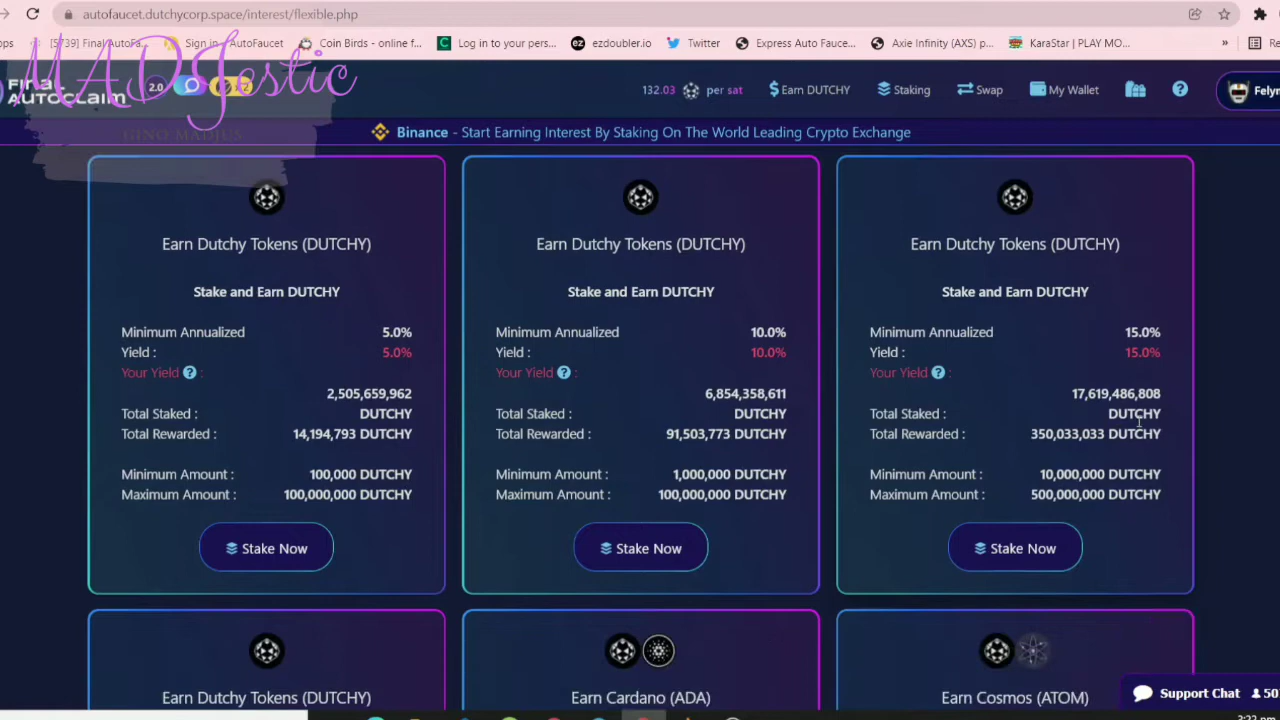 autofaucet.dutchycorp.space/interest/flexible.php
[5739] Final AutoFa...
Sign in - AutoFaucet
Coin Birds - online f...
Log in to your pers...
ezdoubler.io
Twitter
Express Auto Fauce...
Axie Infinity (AXS) p...
KaraStar | PLAY MO...
MADJestic
FINAL AUTOCLAIM
2.0
132.03 per sat
Earn DUTCHY
Staking
Swap
My Wallet
GINO MADJUS
Binance - Start Earning Interest By Staking On The World Leading Crypto Exchange
Earn Dutchy Tokens (DUTCHY)
Stake and Earn DUTCHY
Minimum Annualized 5.0%
Yield : 5.0%
Your Yield ? :
2,505,659,962
Total Staked : DUTCHY
Total Rewarded : 14,194,793 DUTCHY
Minimum Amount : 100,000 DUTCHY
Maximum Amount : 100,000,000 DUTCHY
Stake Now
Earn Dutchy Tokens (DUTCHY)
Stake and Earn DUTCHY
Minimum Annualized 10.0%
Yield : 10.0%
Your Yield ? :
6,854,358,611
Total Staked : DUTCHY
Total Rewarded : 91,503,773 DUTCHY
Minimum Amount : 1,000,000 DUTCHY
Maximum Amount : 100,000,000 DUTCHY
Stake Now
Earn Dutchy Tokens (DUTCHY)
Stake and Earn DUTCHY
Minimum Annualized 15.0%
Yield : 15.0%
Your Yield ? :
17,619,486,808
Total Staked : DUTCHY
Total Rewarded : 350,033,033 DUTCHY
Minimum Amount : 10,000,000 DUTCHY
Maximum Amount : 500,000,000 DUTCHY
Stake Now
Earn Dutchy Tokens (DUTCHY)
Earn Cardano (ADA)
Earn Cosmos (ATOM)
Support Chat 50